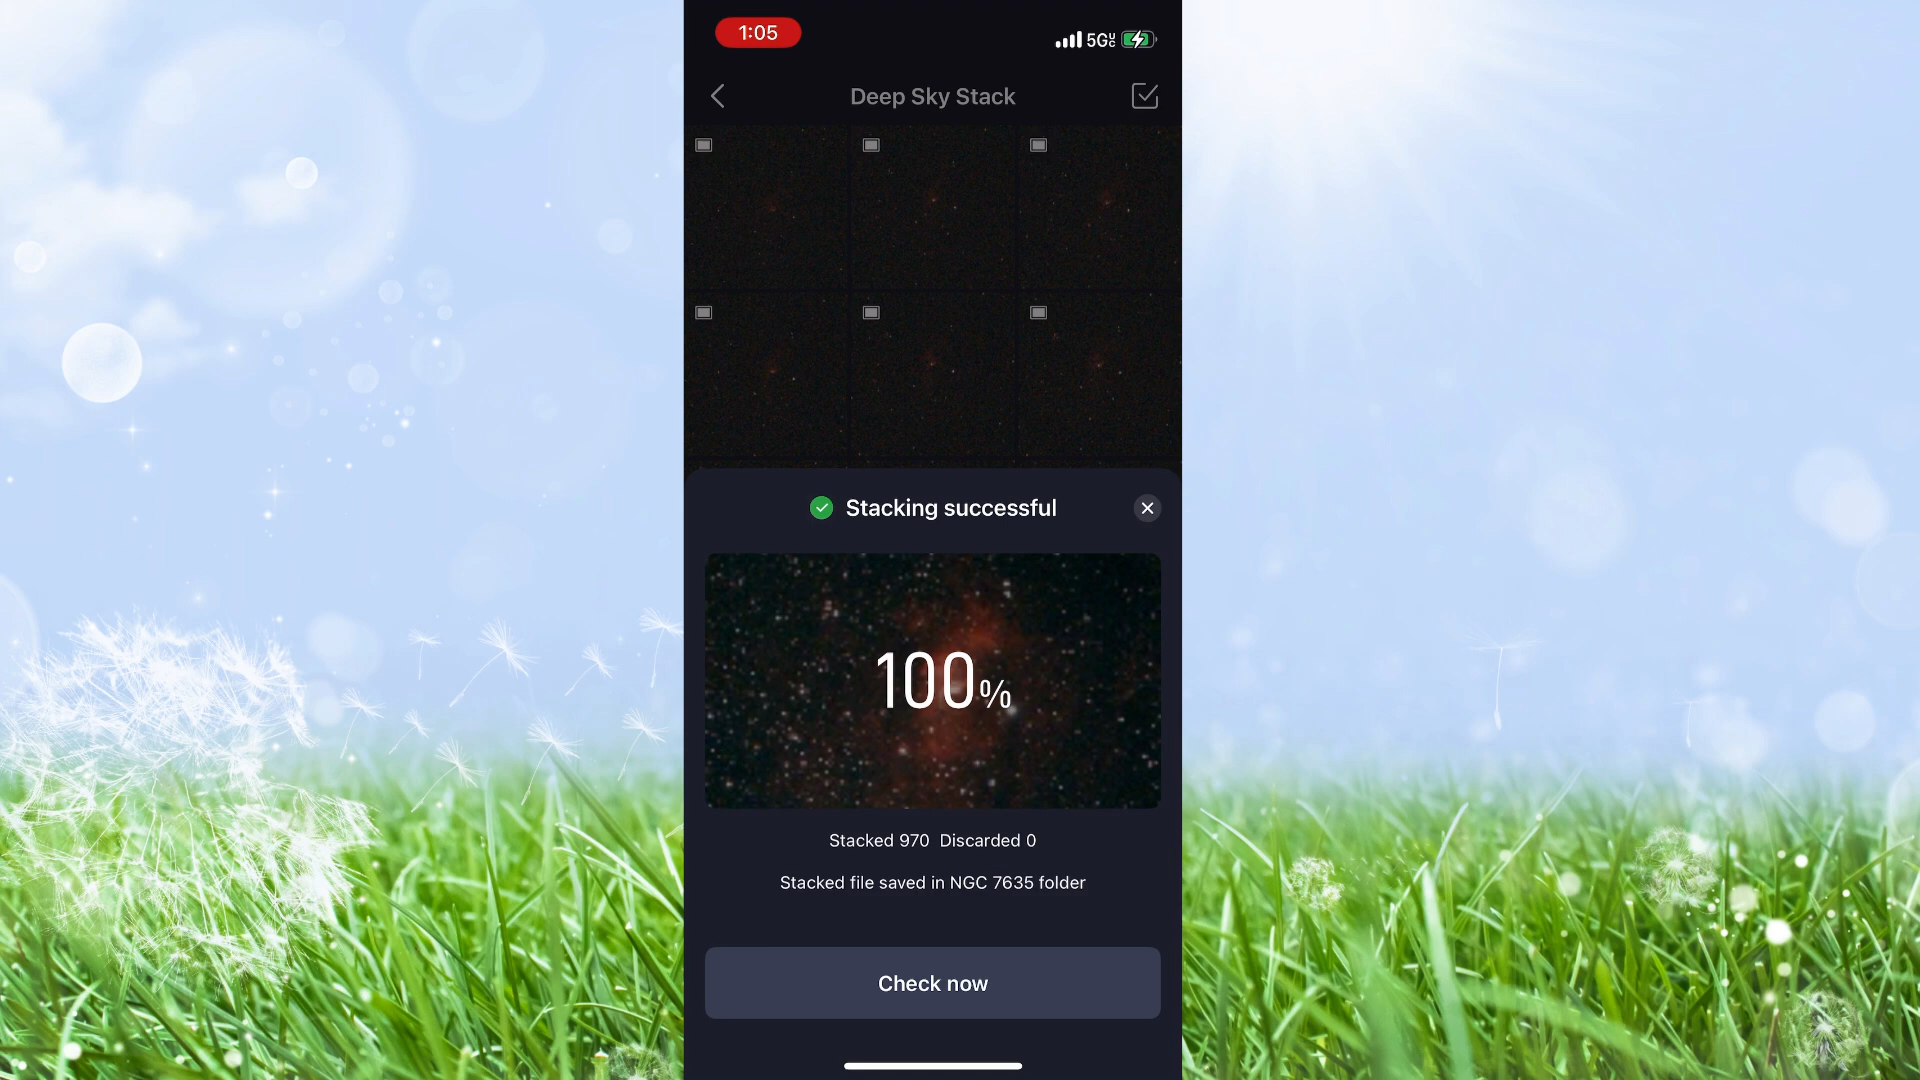 1:05
5GUC
Deep Sky Stack
Stacking successful
100%
Stacked 970 Discarded 0
Stacked file saved in NGC 7635 folder
Check now